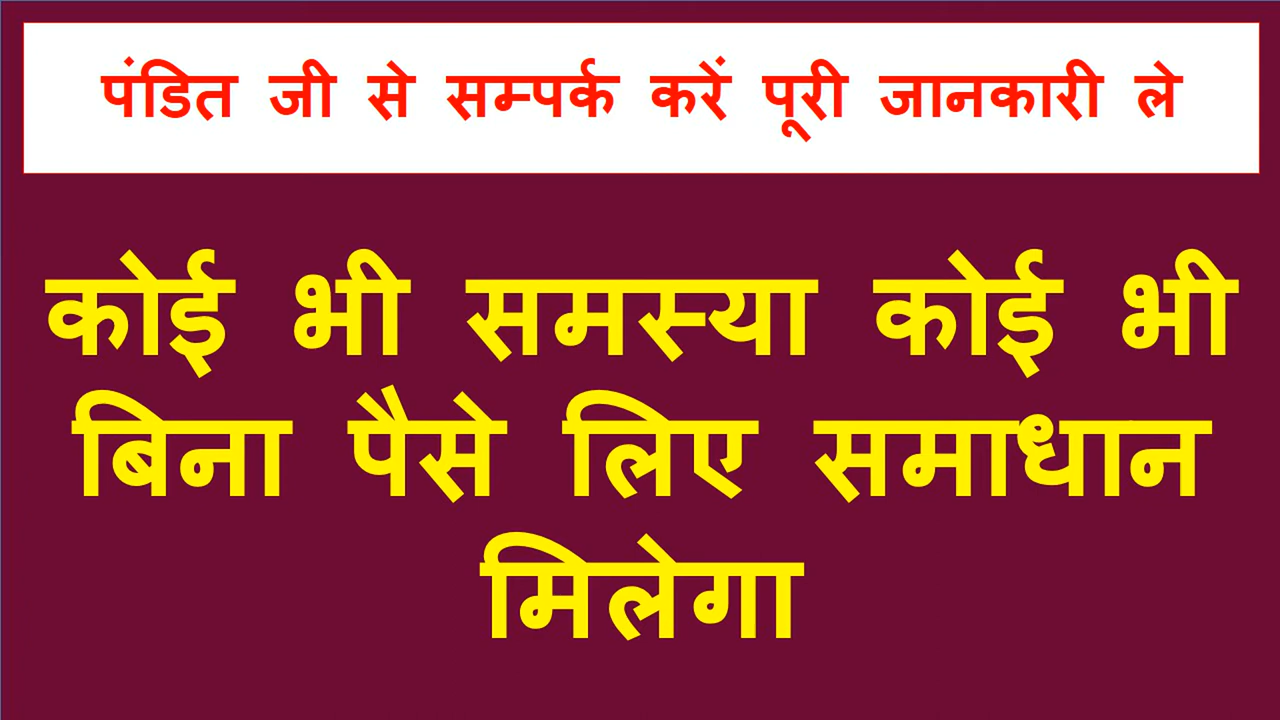 पंडित जी से सम्पर्क करें पूरी जानकारी ले
कोई भी समस्या कोई भी
बिना पैसे लिए समाधान
मिलेगा